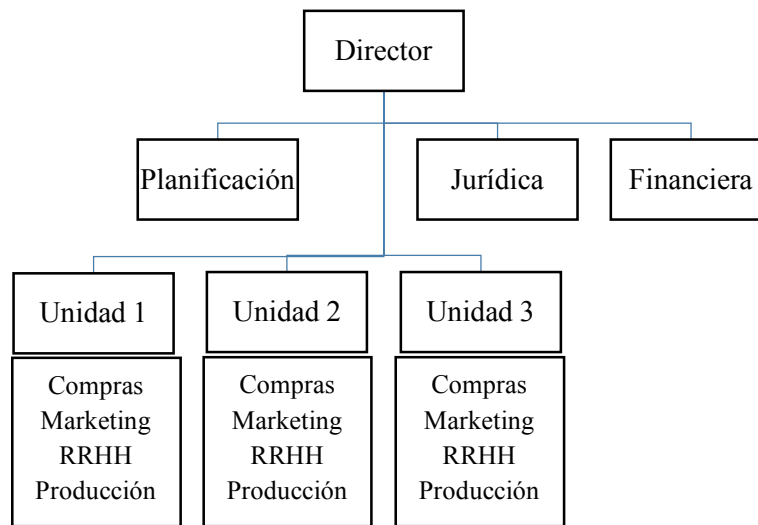 Director
Planificación
Jurídica
Financiera
Unidad 1
Unidad 2
Unidad 3
Compras
Marketing
RRHH
Producción
Compras
Marketing
RRHH
Producción
Compras
Marketing
RRHH
Producción